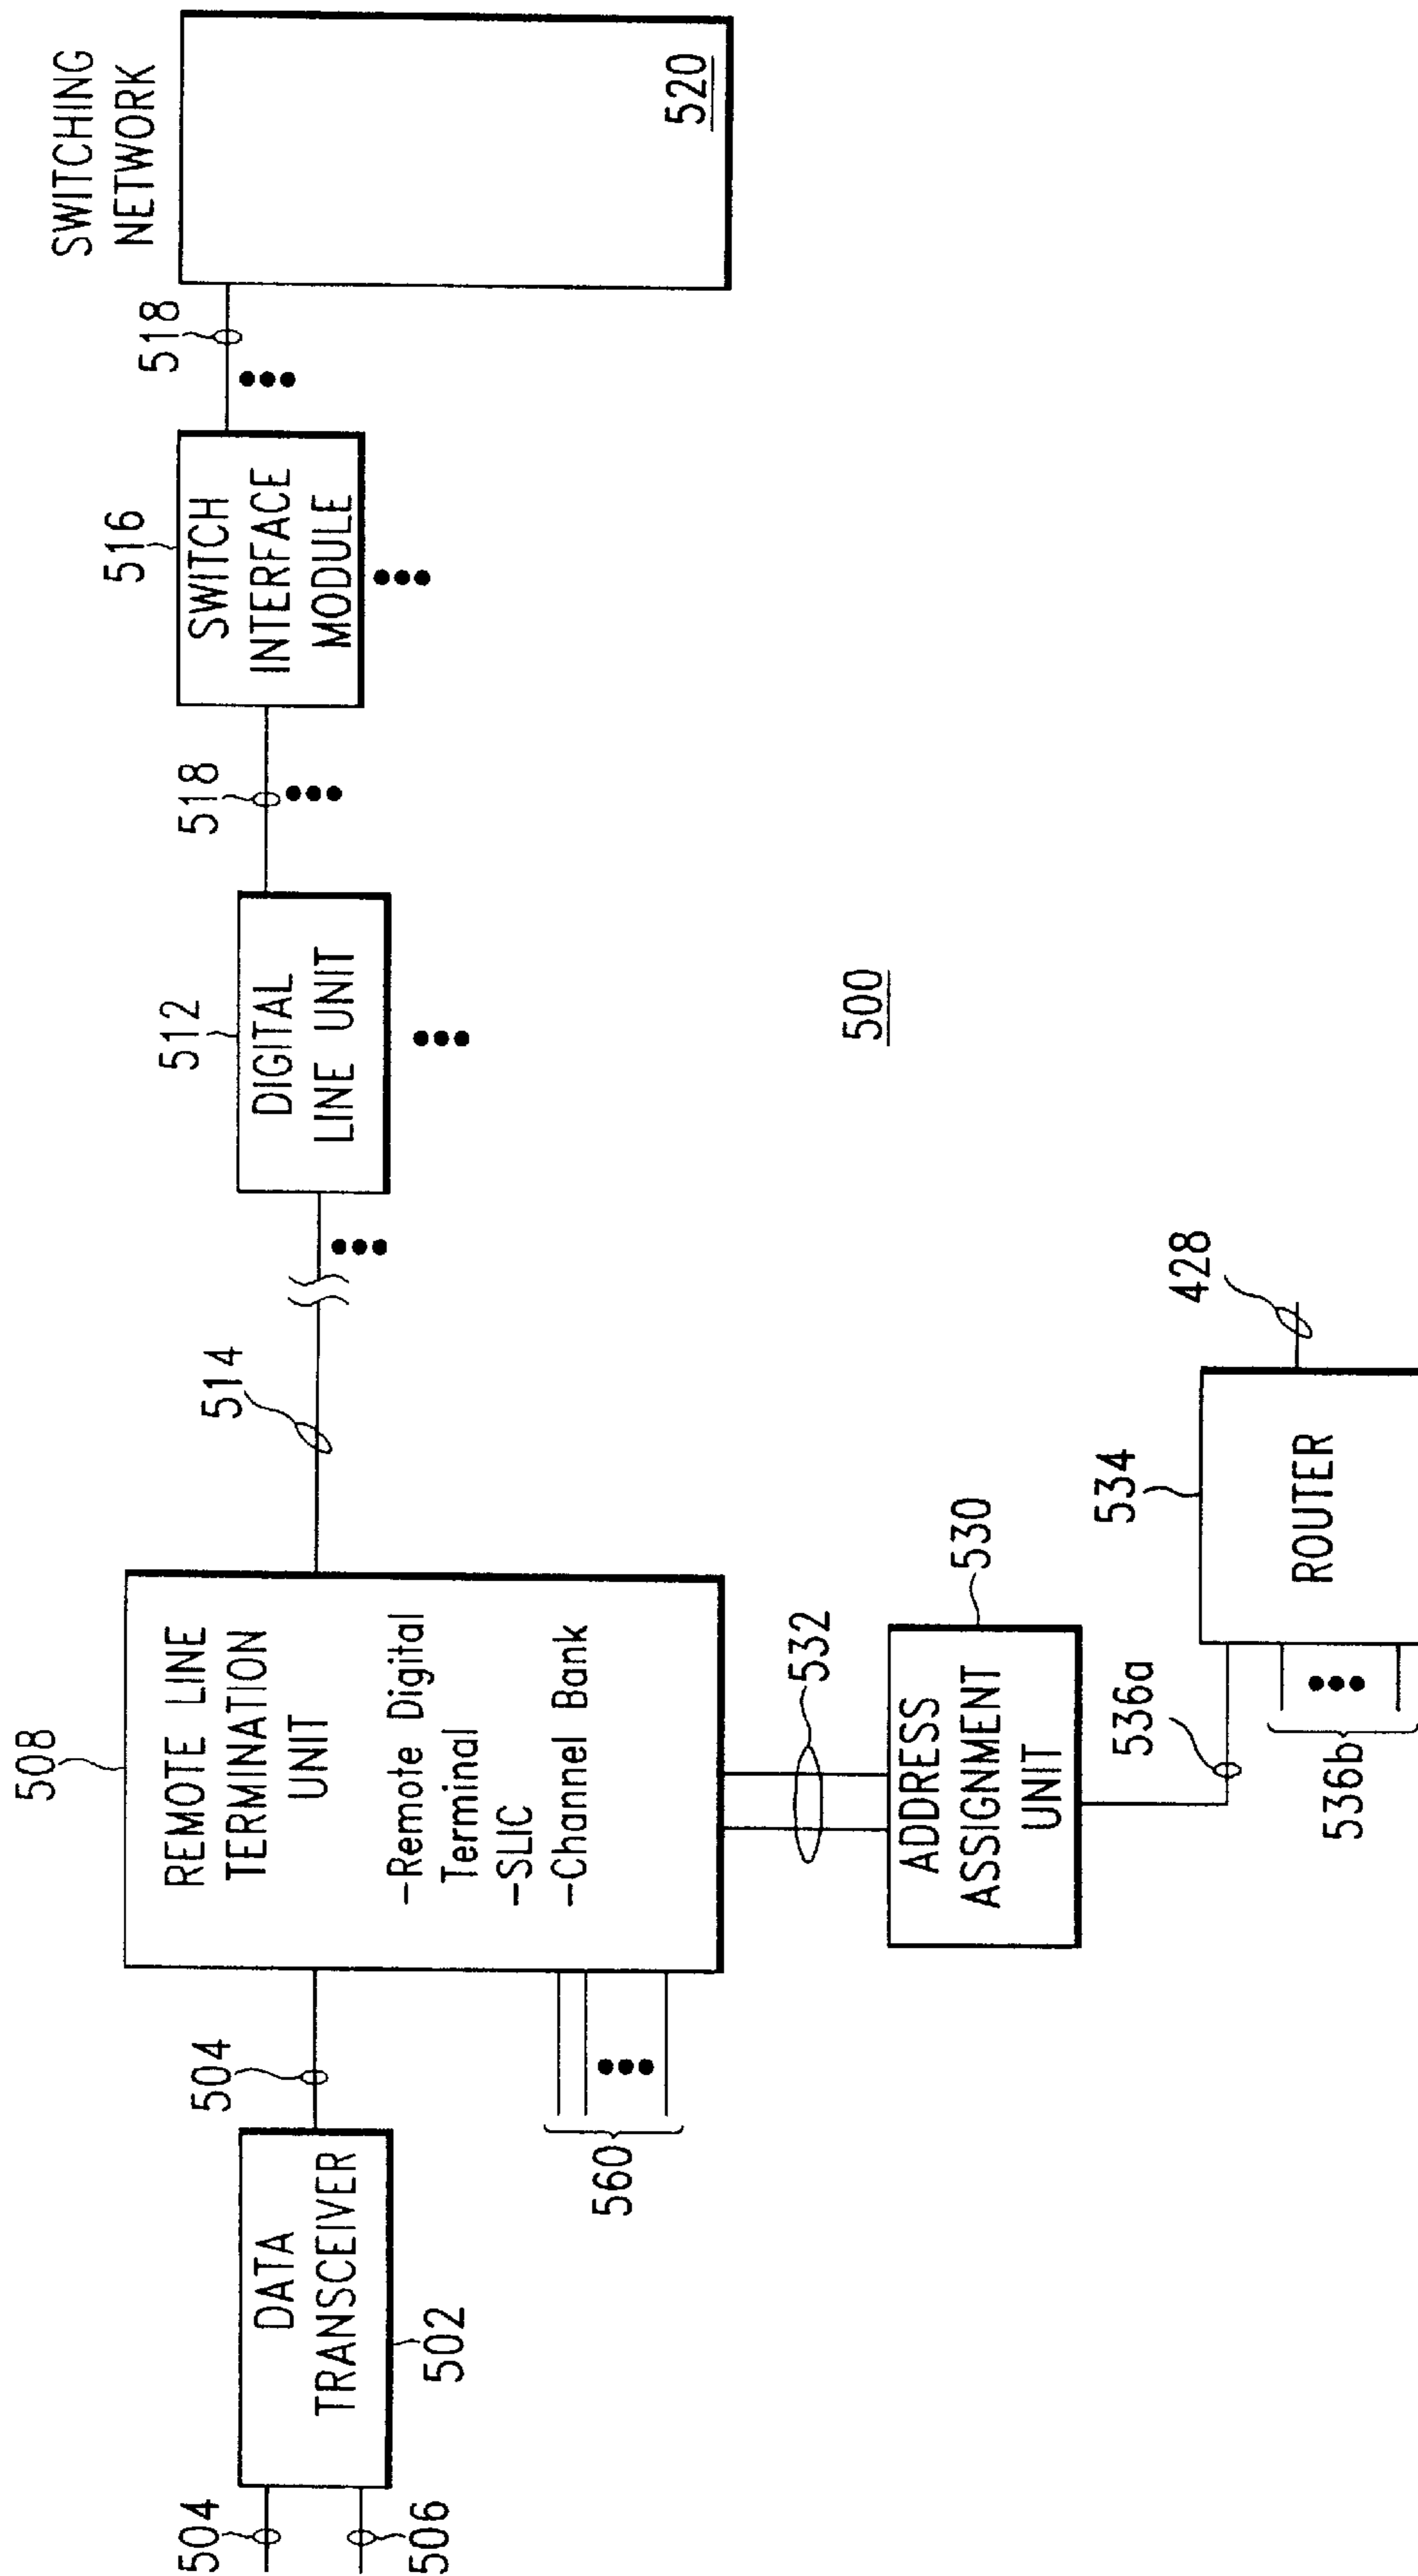 SWITCHING
NETWORK
520
518
516
SWITCH
INTERFACE
MODULE
518
512
DIGITAL
LINE UNIT
514
508
REMOTE LINE
TERMINATION
UNIT
-Remote Digital
Terminal
-SLIC
-Channel Bank
504
DATA
TRANSCEIVER
502
504
506
560
532
530
ADDRESS
ASSIGNMENT
UNIT
536a
536b
534
ROUTER
428
500